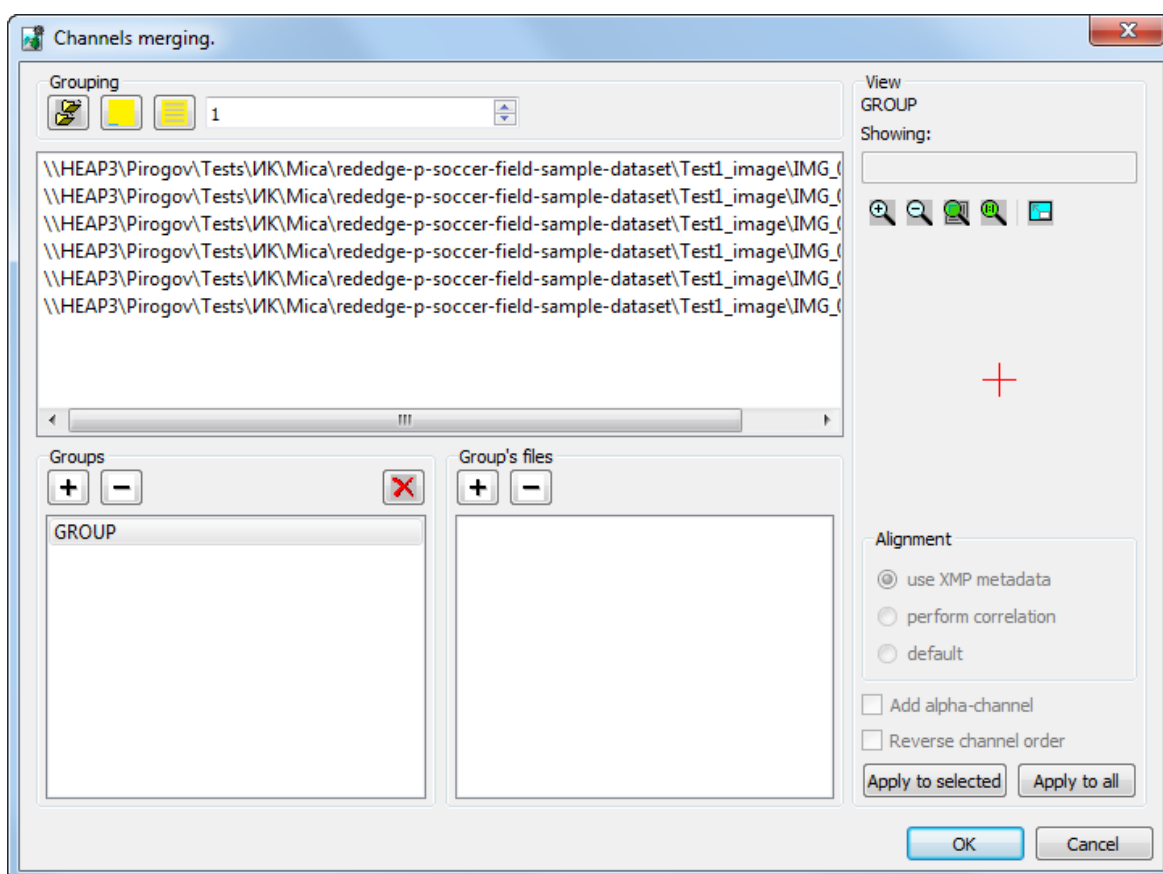 Channels merging.
Grouping
1
\\HEAP3\Pirogov\Tests\ИК\Mica\rededge-p-soccer-field-sample-dataset\Test1_image\IMG_(
\\HEAP3\Pirogov\Tests\ИК\Mica\rededge-p-soccer-field-sample-dataset\Test1_image\IMG_(
\\HEAP3\Pirogov\Tests\ИК\Mica\rededge-p-soccer-field-sample-dataset\Test1_image\IMG_(
\\HEAP3\Pirogov\Tests\ИК\Mica\rededge-p-soccer-field-sample-dataset\Test1_image\IMG_(
\\HEAP3\Pirogov\Tests\ИК\Mica\rededge-p-soccer-field-sample-dataset\Test1_image\IMG_(
\\HEAP3\Pirogov\Tests\ИК\Mica\rededge-p-soccer-field-sample-dataset\Test1_image\IMG_(
Groups
GROUP
Group's files
View
GROUP
Showing:
Alignment
use XMP metadata
perform correlation
default
Add alpha-channel
Reverse channel order
Apply to selected
Apply to all
OK
Cancel